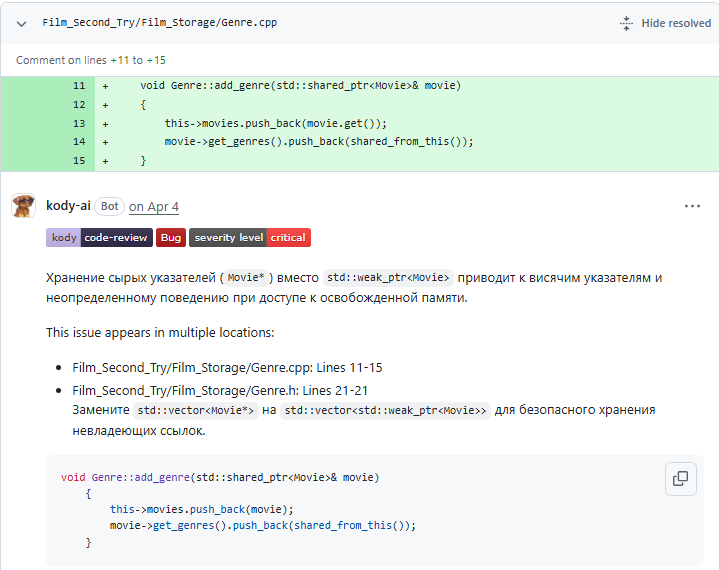 Film_Second_Try/Film_Storage/Genre.cpp
Hide resolved
Comment on lines +11 to +15
11 + void Genre::add_genre(std::shared_ptr<Movie>& movie)
12 + {
13 + this->movies.push_back(movie.get());
14 + movie->get_genres().push_back(shared_from_this());
15 + }
kody-ai Bot on Apr 4
kody code-review Bug severity level critical
Хранение сырых указателей ( Movie* ) вместо std::weak_ptr<Movie> приводит к висячим указателям и
неопределенному поведению при доступе к освобожденной памяти.
This issue appears in multiple locations:
• Film_Second_Try/Film_Storage/Genre.cpp: Lines 11-15
• Film_Second_Try/Film_Storage/Genre.h: Lines 21-21
Замените std::vector<Movie*> на std::vector<std::weak_ptr<Movie>> для безопасного хранения
невладеющих ссылок.
void Genre::add_genre(std::shared_ptr<Movie>& movie)
{
this->movies.push_back(movie);
movie->get_genres().push_back(shared_from_this());
}